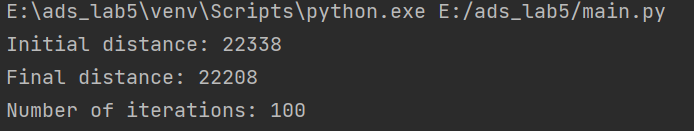 E:\ads_lab5\venv\Scripts\python.exe E:/ads_lab5/main.py
Initial distance: 22338
Final distance: 22208
Number of iterations: 100